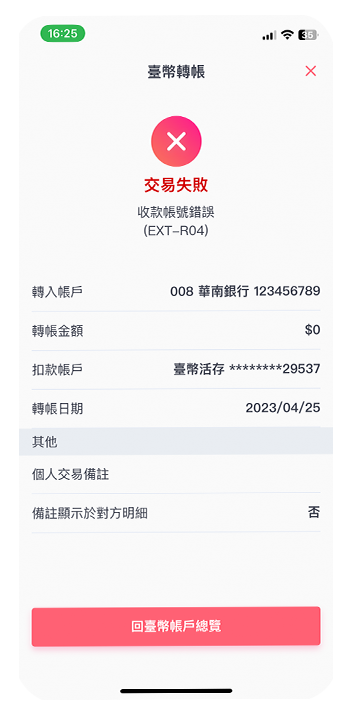 16:25
35
臺幣轉帳
交易失敗
收款帳號錯誤
(EXT-R04)
轉入帳戶 008 華南銀行 123456789
轉帳金額 $0
扣款帳戶 臺幣活存 ********29537
轉帳日期 2023/04/25
其他
個人交易備註
備註顯示於對方明細 否
回臺幣帳戶總覽